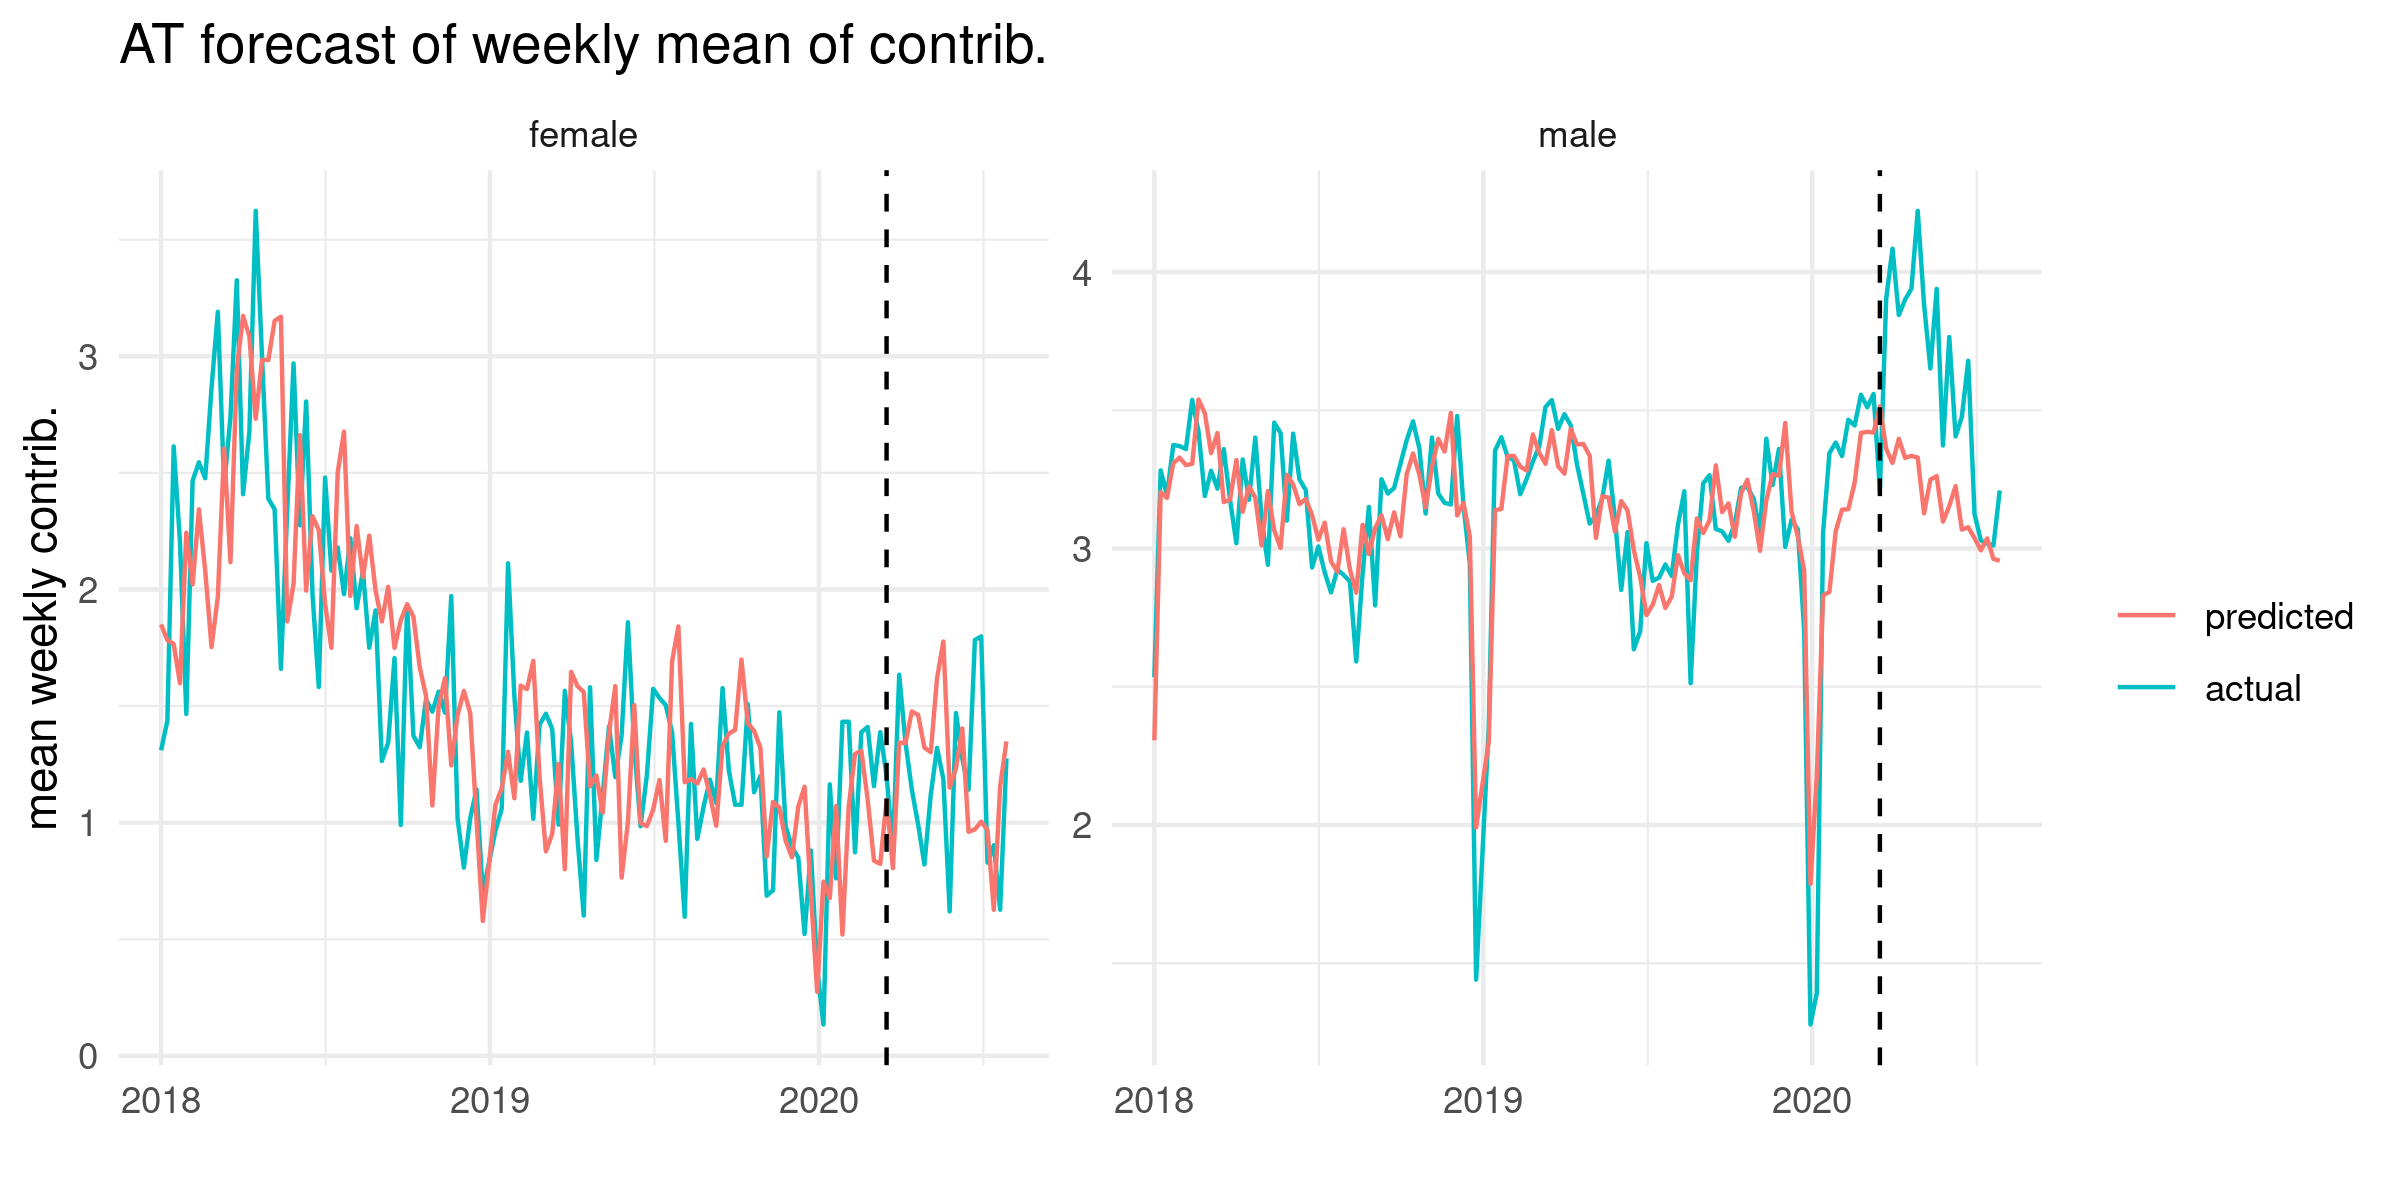 AT forecast of weekly mean of contrib.
female
male
mean weekly contrib.
3
2
1
0
4
3
2
2018
2019
2020
2018
2019
2020
predicted
actual